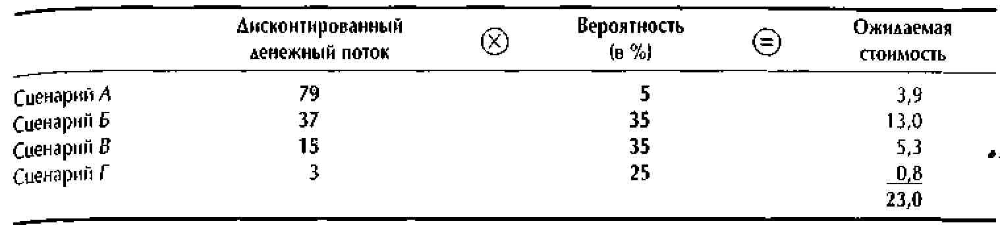 Дисконтированный денежный поток × Вероятность (в %) = Ожидаемая стоимость
Сценарий А 79 5 3,9
Сценарий Б 37 35 13,0
Сценарий В 15 35 5,3
Сценарий Г 3 25 0,8
23,0